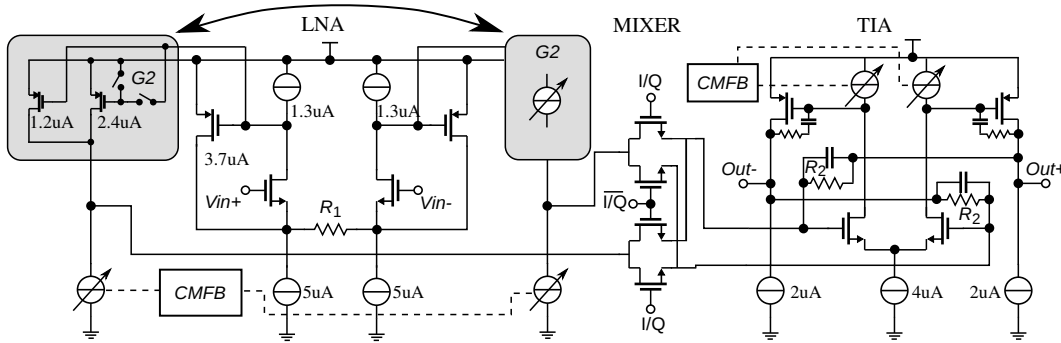 LNA
MIXER
TIA
G2
1.2uA
2.4uA
1.3uA
1.3uA
G2
3.7uA
Vin+
R1
Vin-
CMFB
5uA
5uA
I/Q
I/Q
I/Q
CMFB
R2
Out-
Out+
R2
2uA
4uA
2uA